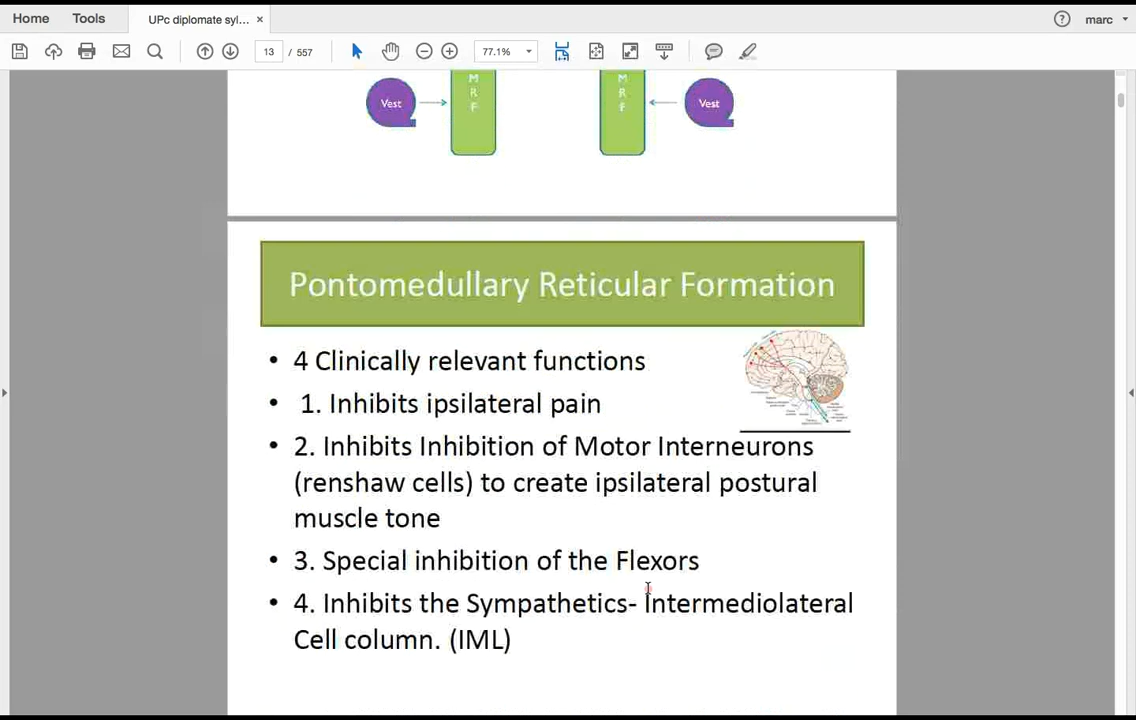 Home Tools UPc diplomate syl... × ? marc
13 / 557 77.1%
M
R
F
M
R
F
Vest
Vest
Pontomedullary Reticular Formation
• 4 Clinically relevant functions
• 1. Inhibits ipsilateral pain
• 2. Inhibits Inhibition of Motor Interneurons
(renshaw cells) to create ipsilateral postural
muscle tone
• 3. Special inhibition of the Flexors
• 4. Inhibits the Sympathetics- Intermediolateral
Cell column. (IML)